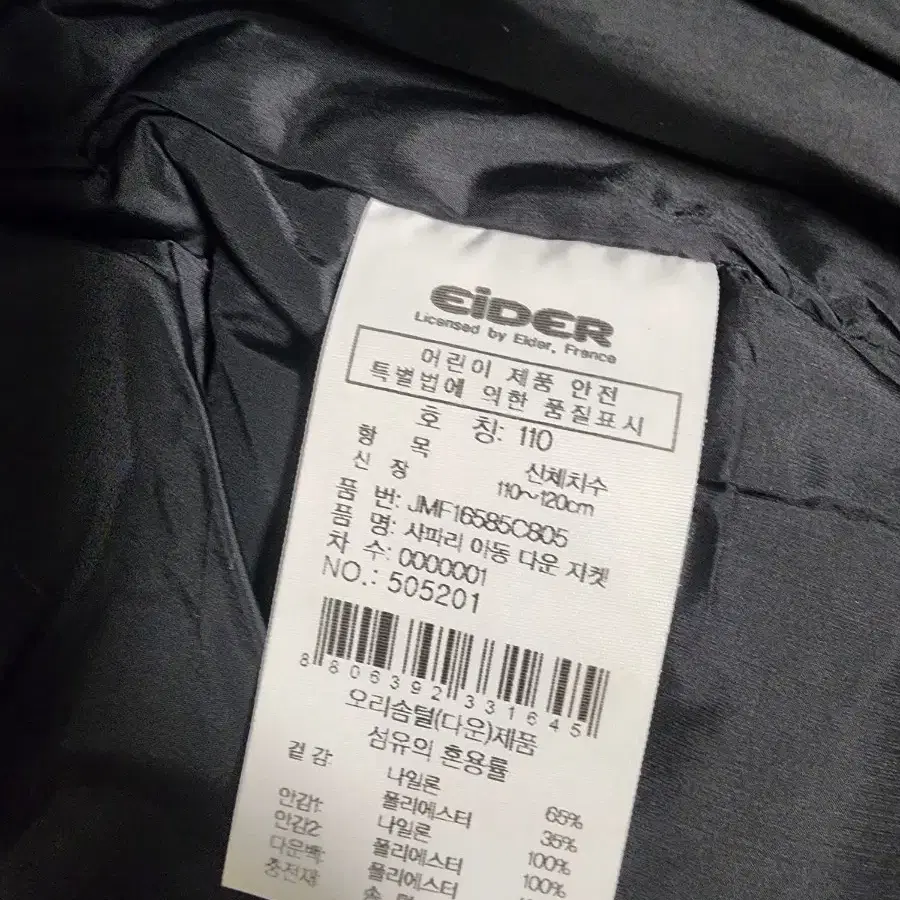 EiDER
Licensed by Eider, France
어린이 제품 안전
특별법에 의한 품질표시
호 칭: 110
항 목 신체치수
신 장 110~120cm
품 번: JMF16585C805
품 명: 사파리 아동 다운 자켓
차 수: 0000001
NO.: 505201
8 806392 331645
오리솜털(다운)제품
섬유의 혼용률
겉 감: 나일론 65%
폴리에스터 35%
안감1: 나일론 100%
안감2: 폴리에스터 100%
다운백: 폴리에스터
충전재: 솜